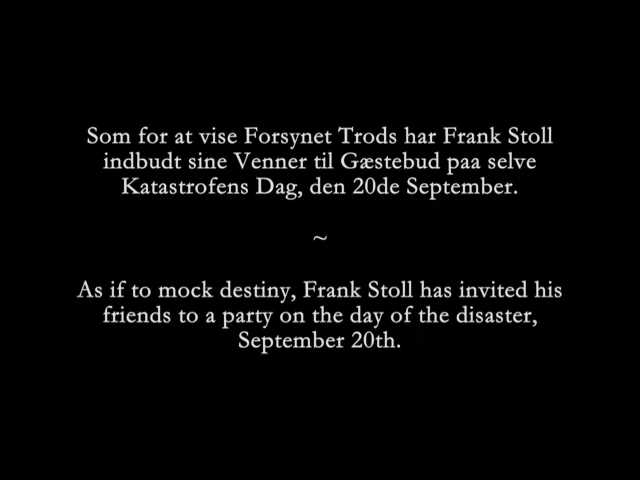 Som for at vise Forsynet Trods har Frank Stoll
indbudt sine Venner til Gæstebud paa selve
Katastrofens Dag, den 20de September.
~
As if to mock destiny, Frank Stoll has invited his
friends to a party on the day of the disaster,
September 20th.